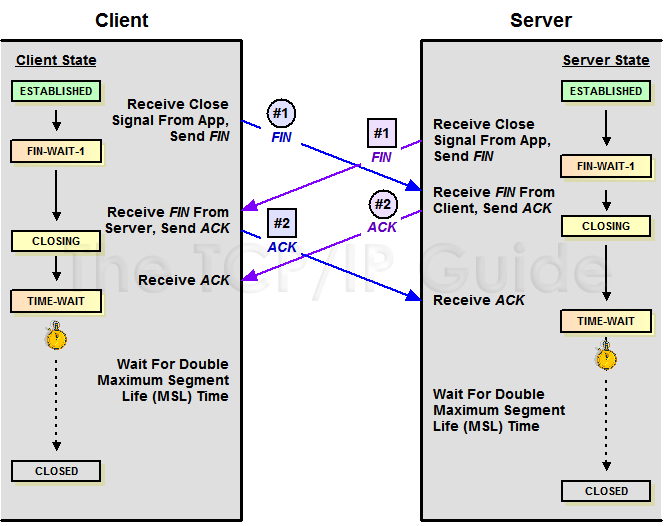 Client
Server
Client State
Server State
ESTABLISHED
ESTABLISHED
Receive Close
Signal From App,
Send FIN
#1
FIN
#1
FIN
Receive Close
Signal From App,
Send FIN
FIN-WAIT-1
FIN-WAIT-1
Receive FIN From
Client, Send ACK
Receive FIN From
Server, Send ACK
#2
ACK
#2
ACK
CLOSING
CLOSING
The TCP/IP Guide
Receive ACK
Receive ACK
TIME-WAIT
TIME-WAIT
Wait For Double
Maximum Segment
Life (MSL) Time
Wait For Double
Maximum Segment
Life (MSL) Time
CLOSED
CLOSED